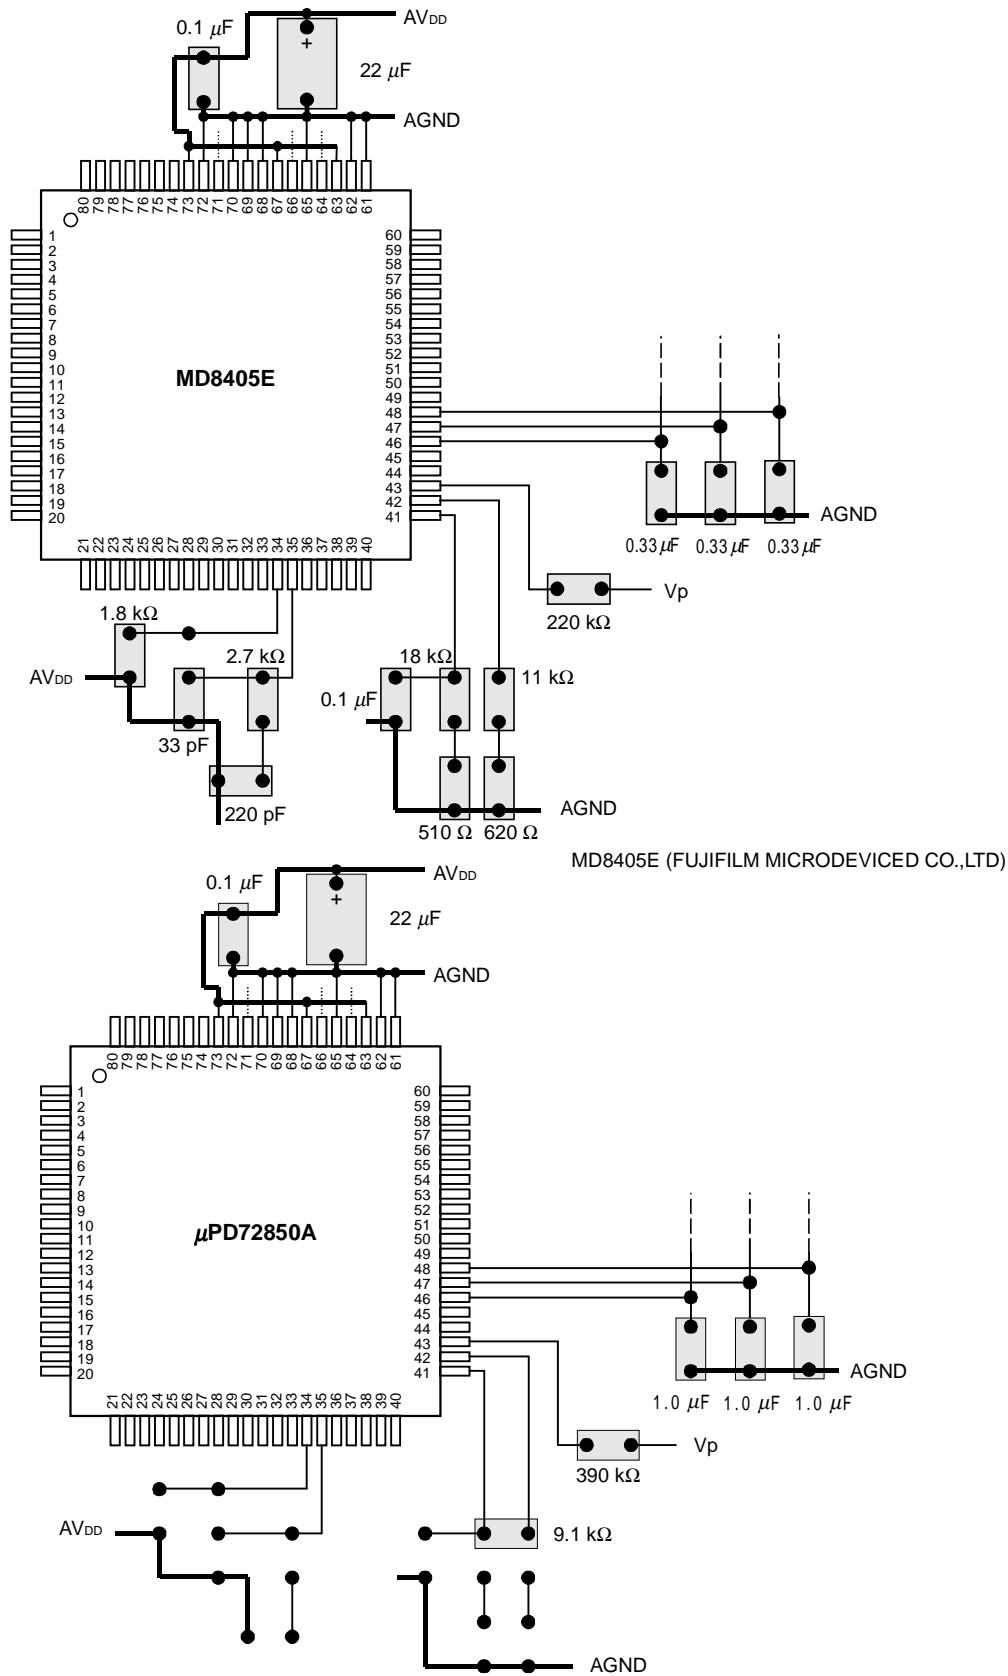 AVDD
0.1 μF
+
22 μF
AGND
80 79 78 77 76 75 74 73 72 71 70 69 68 67 66 65 64 63 62 61
1 60
2 59
3 58
4 57
5 56
6 55
7 54
8 53
9 52
10 51
11 50
12 49
13 48
14 47
15 46
16 45
17 44
18 43
19 42
20 41
MD8405E
21 22 23 24 25 26 27 28 29 30 31 32 33 34 35 36 37 38 39 40
AGND
0.33 μF 0.33 μF 0.33 μF
Vp
220 kΩ
1.8 kΩ
2.7 kΩ
AVDD
33 pF
220 pF
18 kΩ
11 kΩ
0.1 μF
AGND
510 Ω 620 Ω
MD8405E (FUJIFILM MICRODEVICED CO.,LTD)
AVDD
0.1 μF
+
22 μF
AGND
80 79 78 77 76 75 74 73 72 71 70 69 68 67 66 65 64 63 62 61
1 60
2 59
3 58
4 57
5 56
6 55
7 54
8 53
9 52
10 51
11 50
12 49
13 48
14 47
15 46
16 45
17 44
18 43
19 42
20 41
μPD72850A
21 22 23 24 25 26 27 28 29 30 31 32 33 34 35 36 37 38 39 40
AGND
1.0 μF 1.0 μF 1.0 μF
Vp
390 kΩ
AVDD
9.1 kΩ
AGND